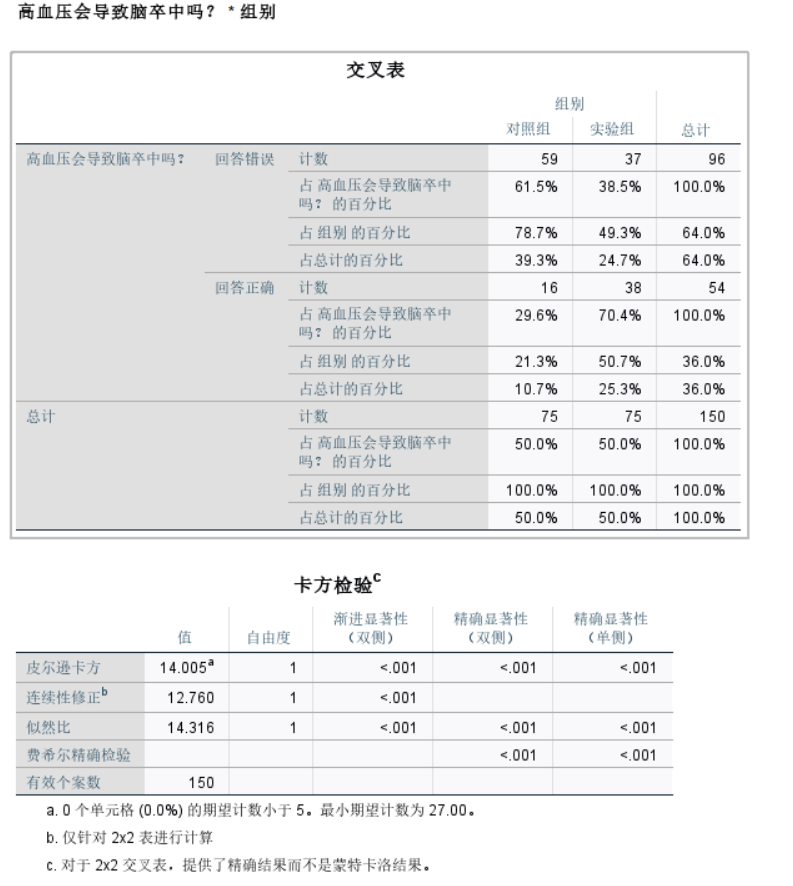 高血压会导致脑卒中吗？ * 组别
交叉表
组别
对照组 实验组 总计
高血压会导致脑卒中吗? 回答错误 计数 59 37 96
占 高血压会导致脑卒中
吗？ 的百分比 61.5% 38.5% 100.0%
占 组别 的百分比 78.7% 49.3% 64.0%
占总计的百分比 39.3% 24.7% 64.0%
回答正确 计数 16 38 54
占 高血压会导致脑卒中
吗？ 的百分比 29.6% 70.4% 100.0%
占 组别 的百分比 21.3% 50.7% 36.0%
占总计的百分比 10.7% 25.3% 36.0%
总计 计数 75 75 150
占 高血压会导致脑卒中
吗？ 的百分比 50.0% 50.0% 100.0%
占 组别 的百分比 100.0% 100.0% 100.0%
占总计的百分比 50.0% 50.0% 100.0%
卡方检验c
值 自由度 渐进显著性（双侧） 精确显著性（双侧） 精确显著性（单侧）
皮尔逊卡方 14.005a 1 <.001 <.001 <.001
连续性修正b 12.760 1 <.001
似然比 14.316 1 <.001 <.001 <.001
费希尔精确检验 <.001 <.001
有效个案数 150
a. 0 个单元格 (0.0%) 的期望计数小于 5。最小期望计数为 27.00。
b. 仅针对 2x2 表进行计算
c. 对于 2x2 交叉表，提供了精确结果而不是蒙特卡洛结果。